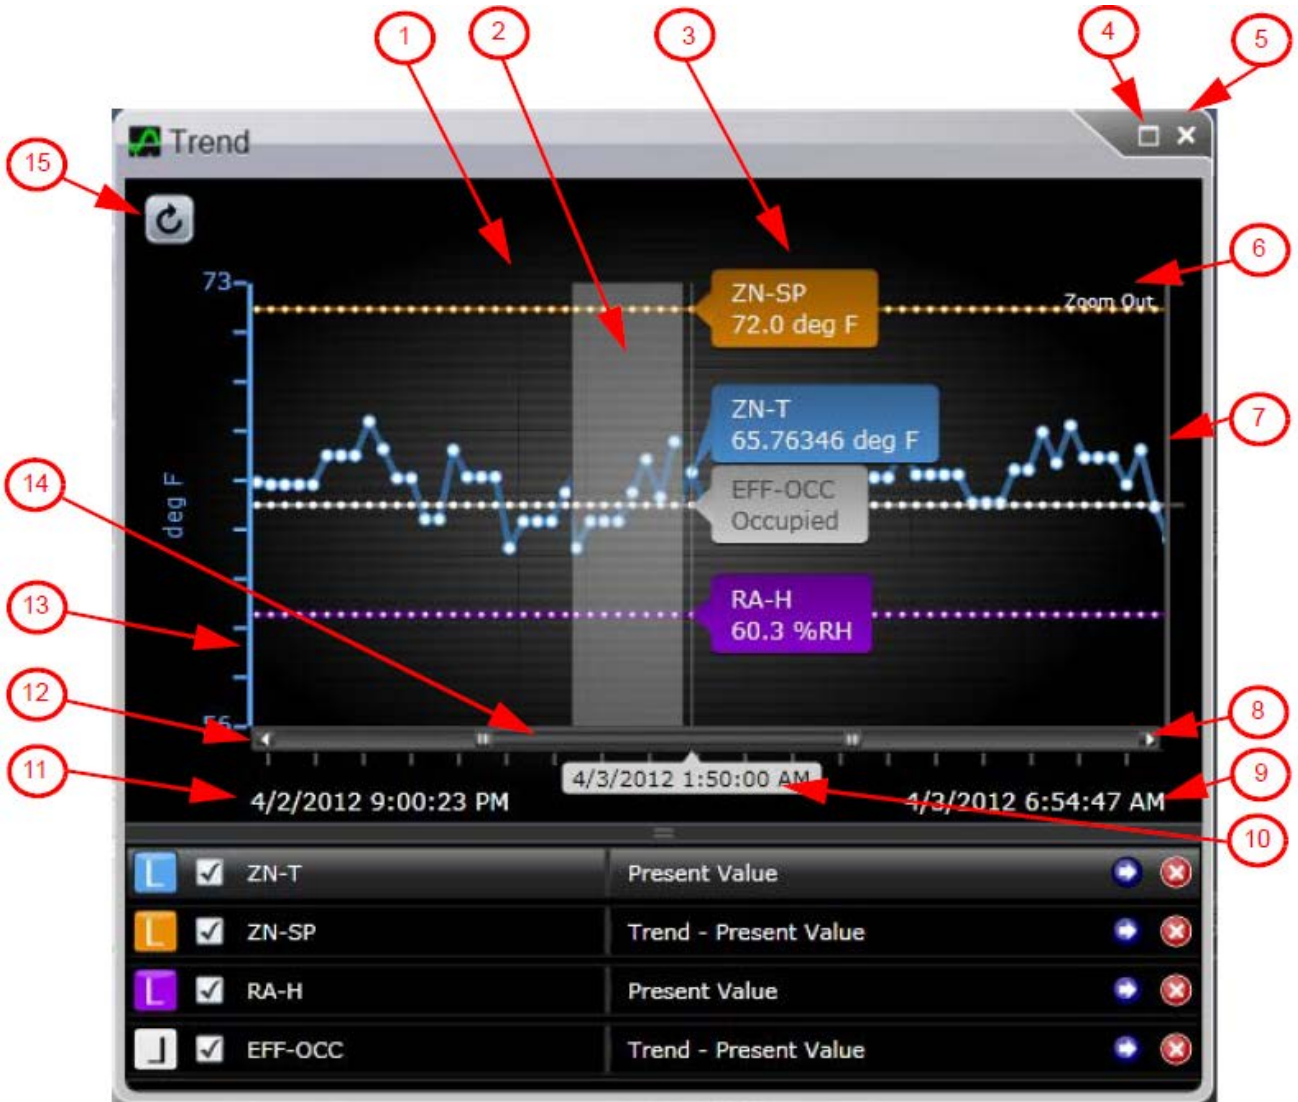 1
2
3
4
5
Trend
15
6
73
ZN-SP
72.0 deg F
Zoom Out
7
ZN-T
65.76346 deg F
14
deg F
EFF-OCC
Occupied
13
RA-H
60.3 %RH
12
56
8
11
4/3/2012 1:50:00 AM
9
4/2/2012 9:00:23 PM
4/3/2012 6:54:47 AM
10
L ZN-T Present Value
L ZN-SP Trend - Present Value
L RA-H Present Value
EFF-OCC Trend - Present Value